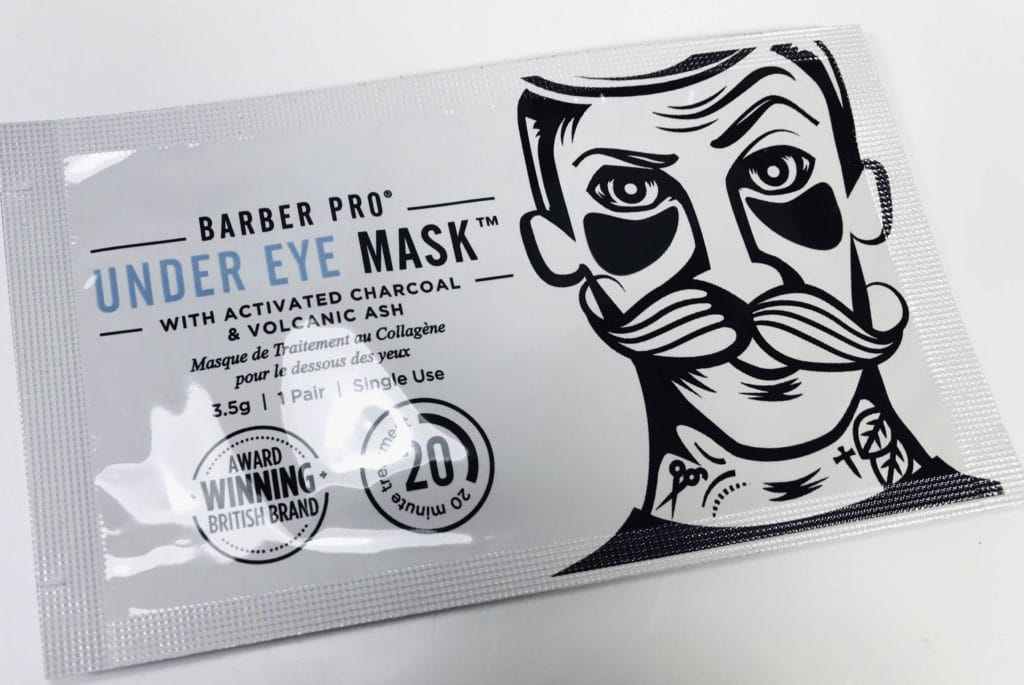 BARBER PRO®
UNDER EYE MASK™
WITH ACTIVATED CHARCOAL
& VOLCANIC ASH
Masque de Traitement au Collagène
pour le dessous des yeux
3.5g | 1 Pair | Single Use
AWARD
WINNING
BRITISH BRAND
20
20 minute treatment